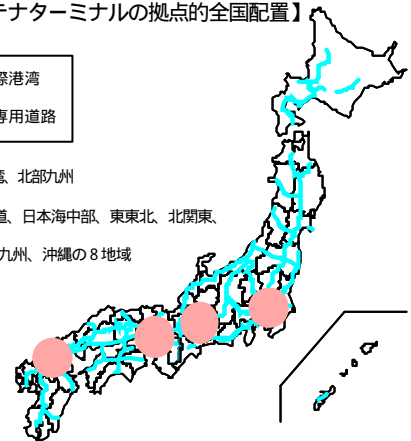 テナターミナルの拠点的全国配置】
際港湾
専用道路
湾、北部九州
道、日本海中部、東東北、北関東、
九州、沖縄の8地域